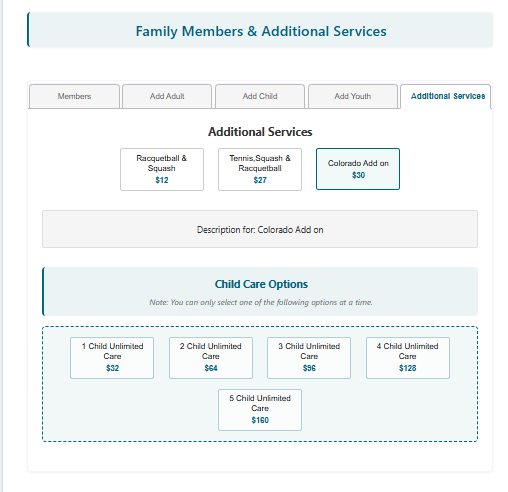 Family Members & Additional Services
Members
Add Adult
Add Child
Add Youth
Additional Services
Additional Services
Racquetball &
Squash
$12
Tennis,Squash &
Racquetball
$27
Colorado Add on
$30
Description for: Colorado Add on
Child Care Options
Note: You can only select one of the following options at a time.
1 Child Unlimited
Care
$32
2 Child Unlimited
Care
$64
3 Child Unlimited
Care
$96
4 Child Unlimited
Care
$128
5 Child Unlimited
Care
$160